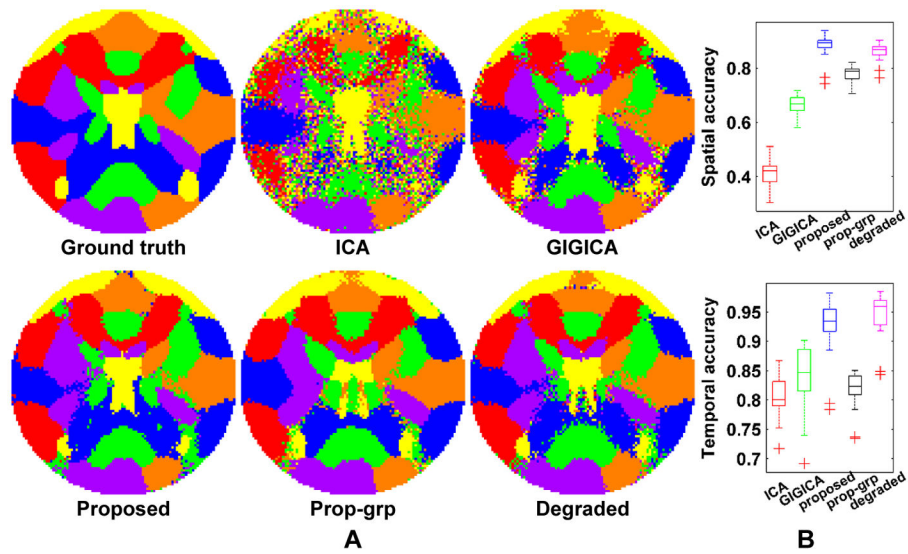 Ground truth
ICA
GIGICA
Proposed
Prop-grp
Degraded
A
Spatial accuracy
0.8
0.6
0.4
ICA
GIGICA
proposed
prop-grp
degraded
Temporal accuracy
0.95
0.9
0.85
0.8
0.75
0.7
ICA
GIGICA
proposed
prop-grp
degraded
B